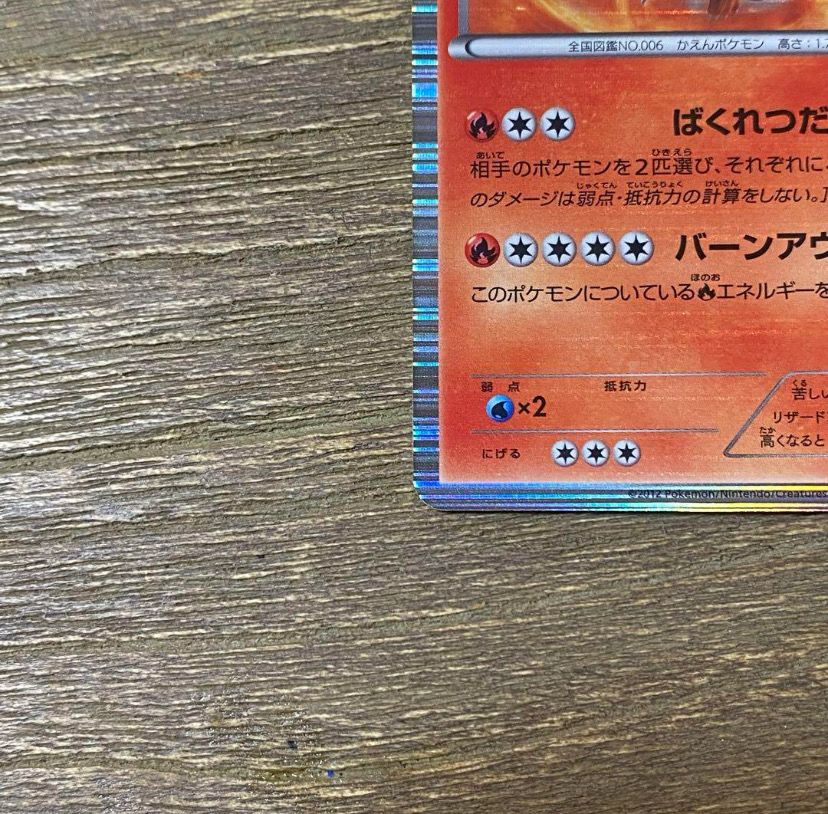 全国図鑑NO.006 かえんポケモン 高さ：1.
ばくれつだ
相手のポケモンを2匹選び、それぞれに、
のダメージは弱点・抵抗力の計算をしない。]
バーンアウ
このポケモンについている エネルギーを
弱点 抵抗力
×2
苦しい
リザード
にげる
高くなると
©2012 Pokémon/Nintendo/Creatures